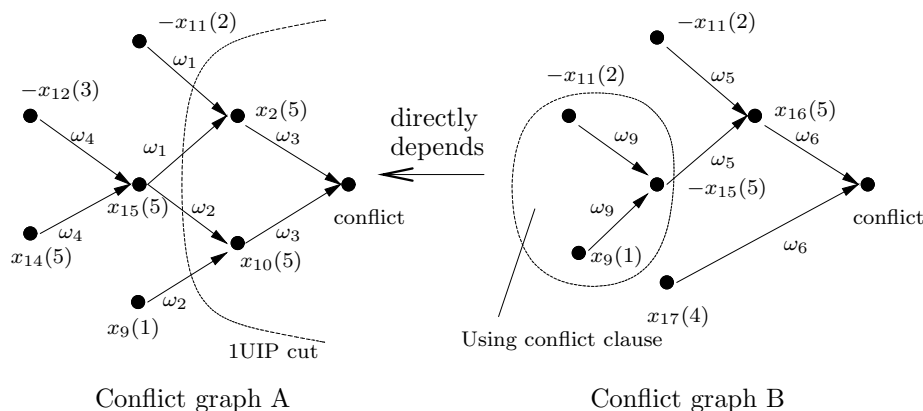 −x₁₁(2)
ω₁
−x₁₂(3)
x₂(5)
ω₄
ω₁
ω₃
x₁₅(5)
ω₂
conflict
ω₄
ω₃
x₁₄(5)
x₁₀(5)
ω₂
x₉(1)
1UIP cut
Conflict graph A
directly
depends
−x₁₁(2)
−x₁₁(2)
ω₅
x₁₆(5)
ω₉
ω₆
ω₅
−x₁₅(5)
ω₉
conflict
x₉(1)
ω₆
x₁₇(4)
Using conflict clause
Conflict graph B